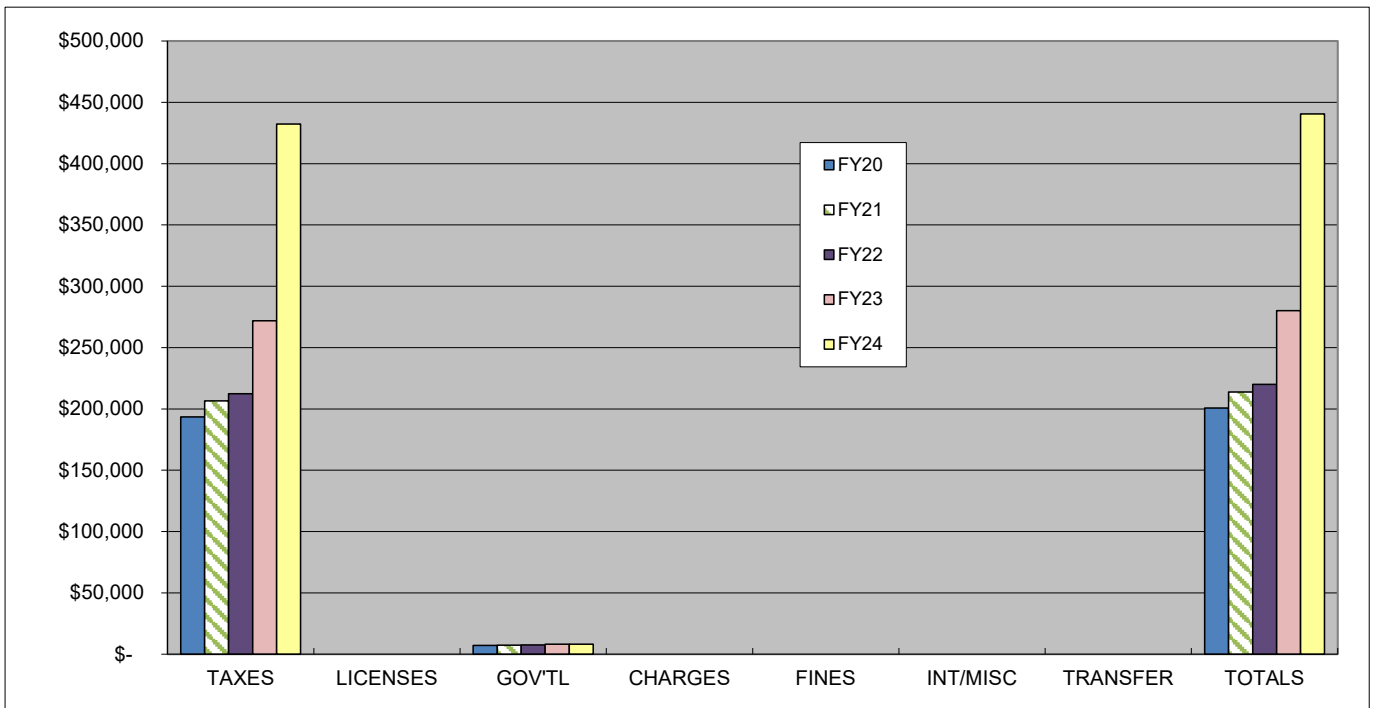 $500,000
$450,000
$400,000
$350,000
$300,000
$250,000
$200,000
$150,000
$100,000
$50,000
$-
FY20
FY21
FY22
FY23
FY24
TAXES LICENSES GOV'TL CHARGES FINES INT/MISC TRANSFER TOTALS